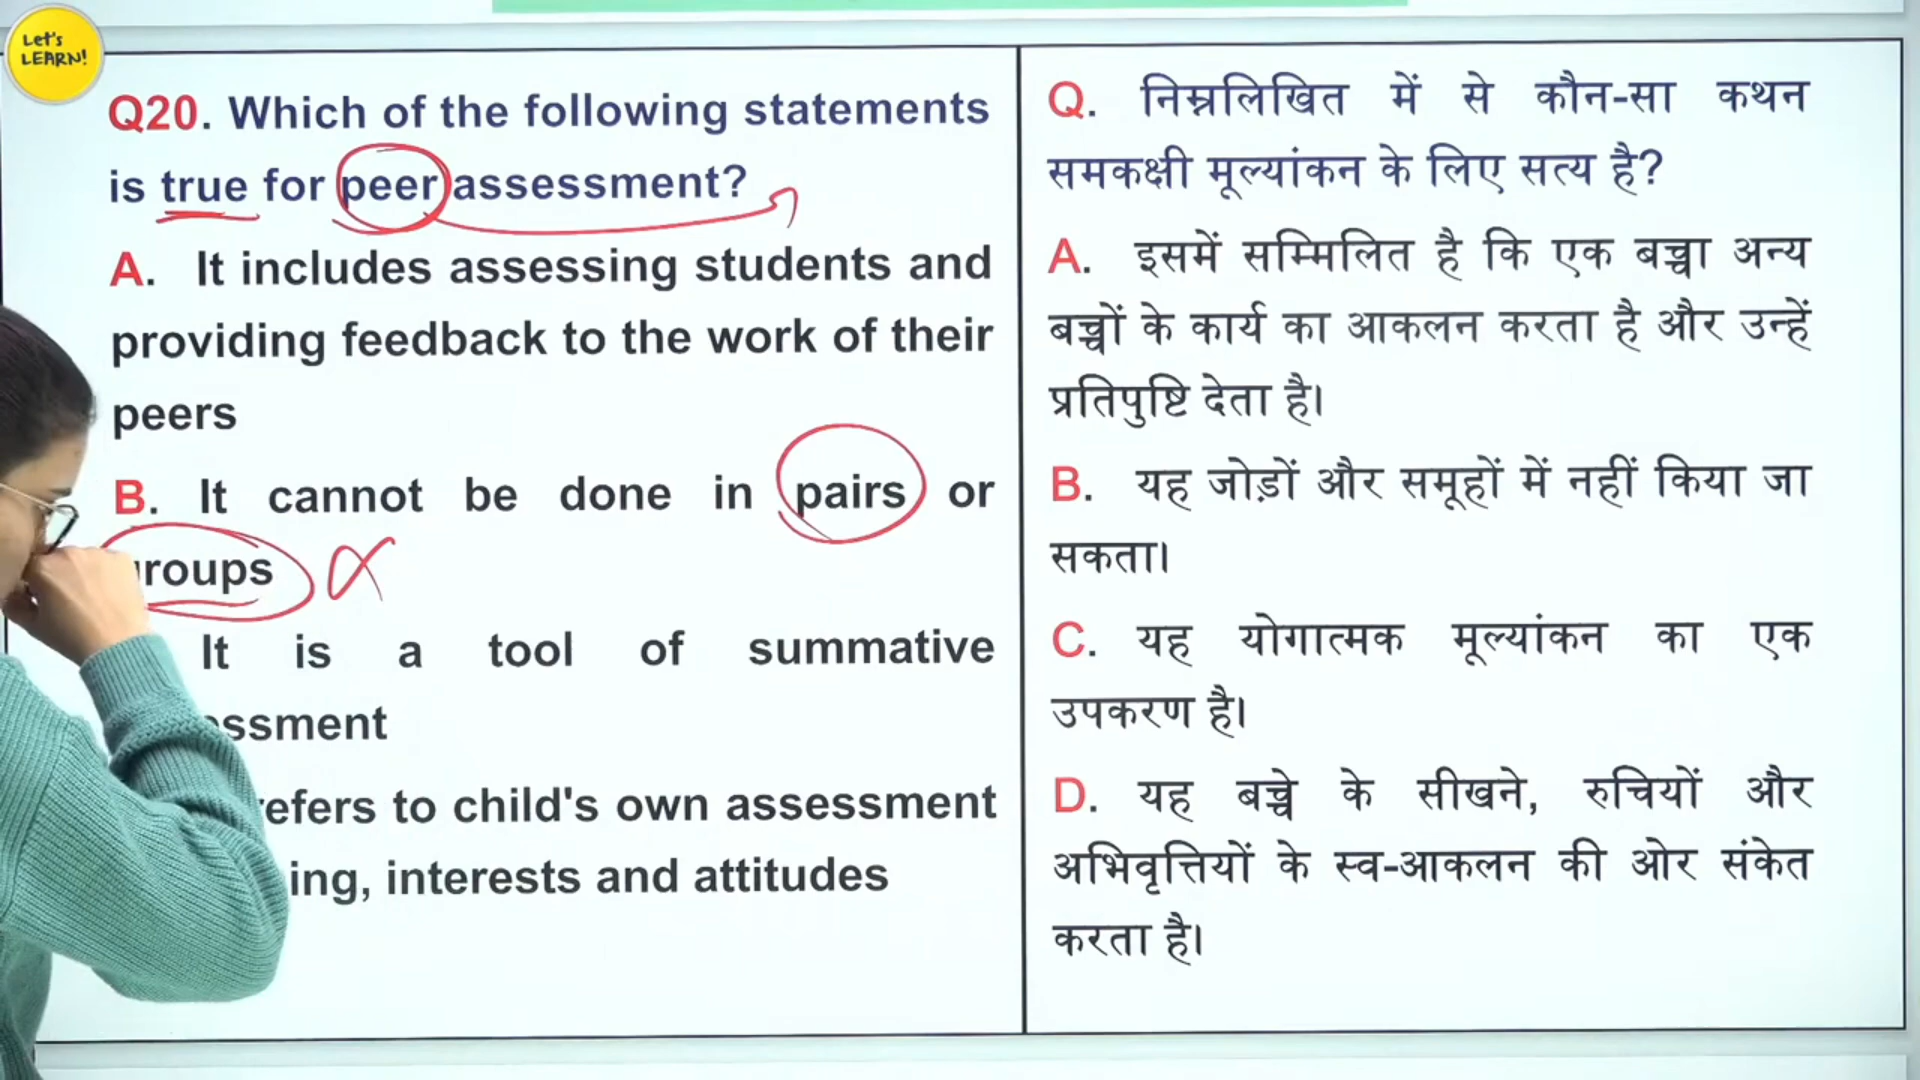 Let's
LEARN!
Q20. Which of the following statements
is true for peer assessment?
A. It includes assessing students and
providing feedback to the work of their
peers
B. It cannot be done in pairs or
It is a tool of summative
to child's own assessment
interests and attitudes
Q. निम्नलिखित में से कौन-सा कथन
समकक्षी मूल्यांकन के लिए सत्य है?
A. इसमें सम्मिलित है कि एक बच्चा अन्य
बच्चों के कार्य का आकलन करता है और उन्हें
प्रतिपुष्टि देता है।
B. यह जोड़ों और समूहों में नहीं किया जा
सकता।
C. यह योगात्मक मूल्यांकन का एक
उपकरण है।
D. यह बच्चे के सीखने, रुचियों और
अभिवृत्तियों के स्व-आकलन की ओर संकेत
करता है।